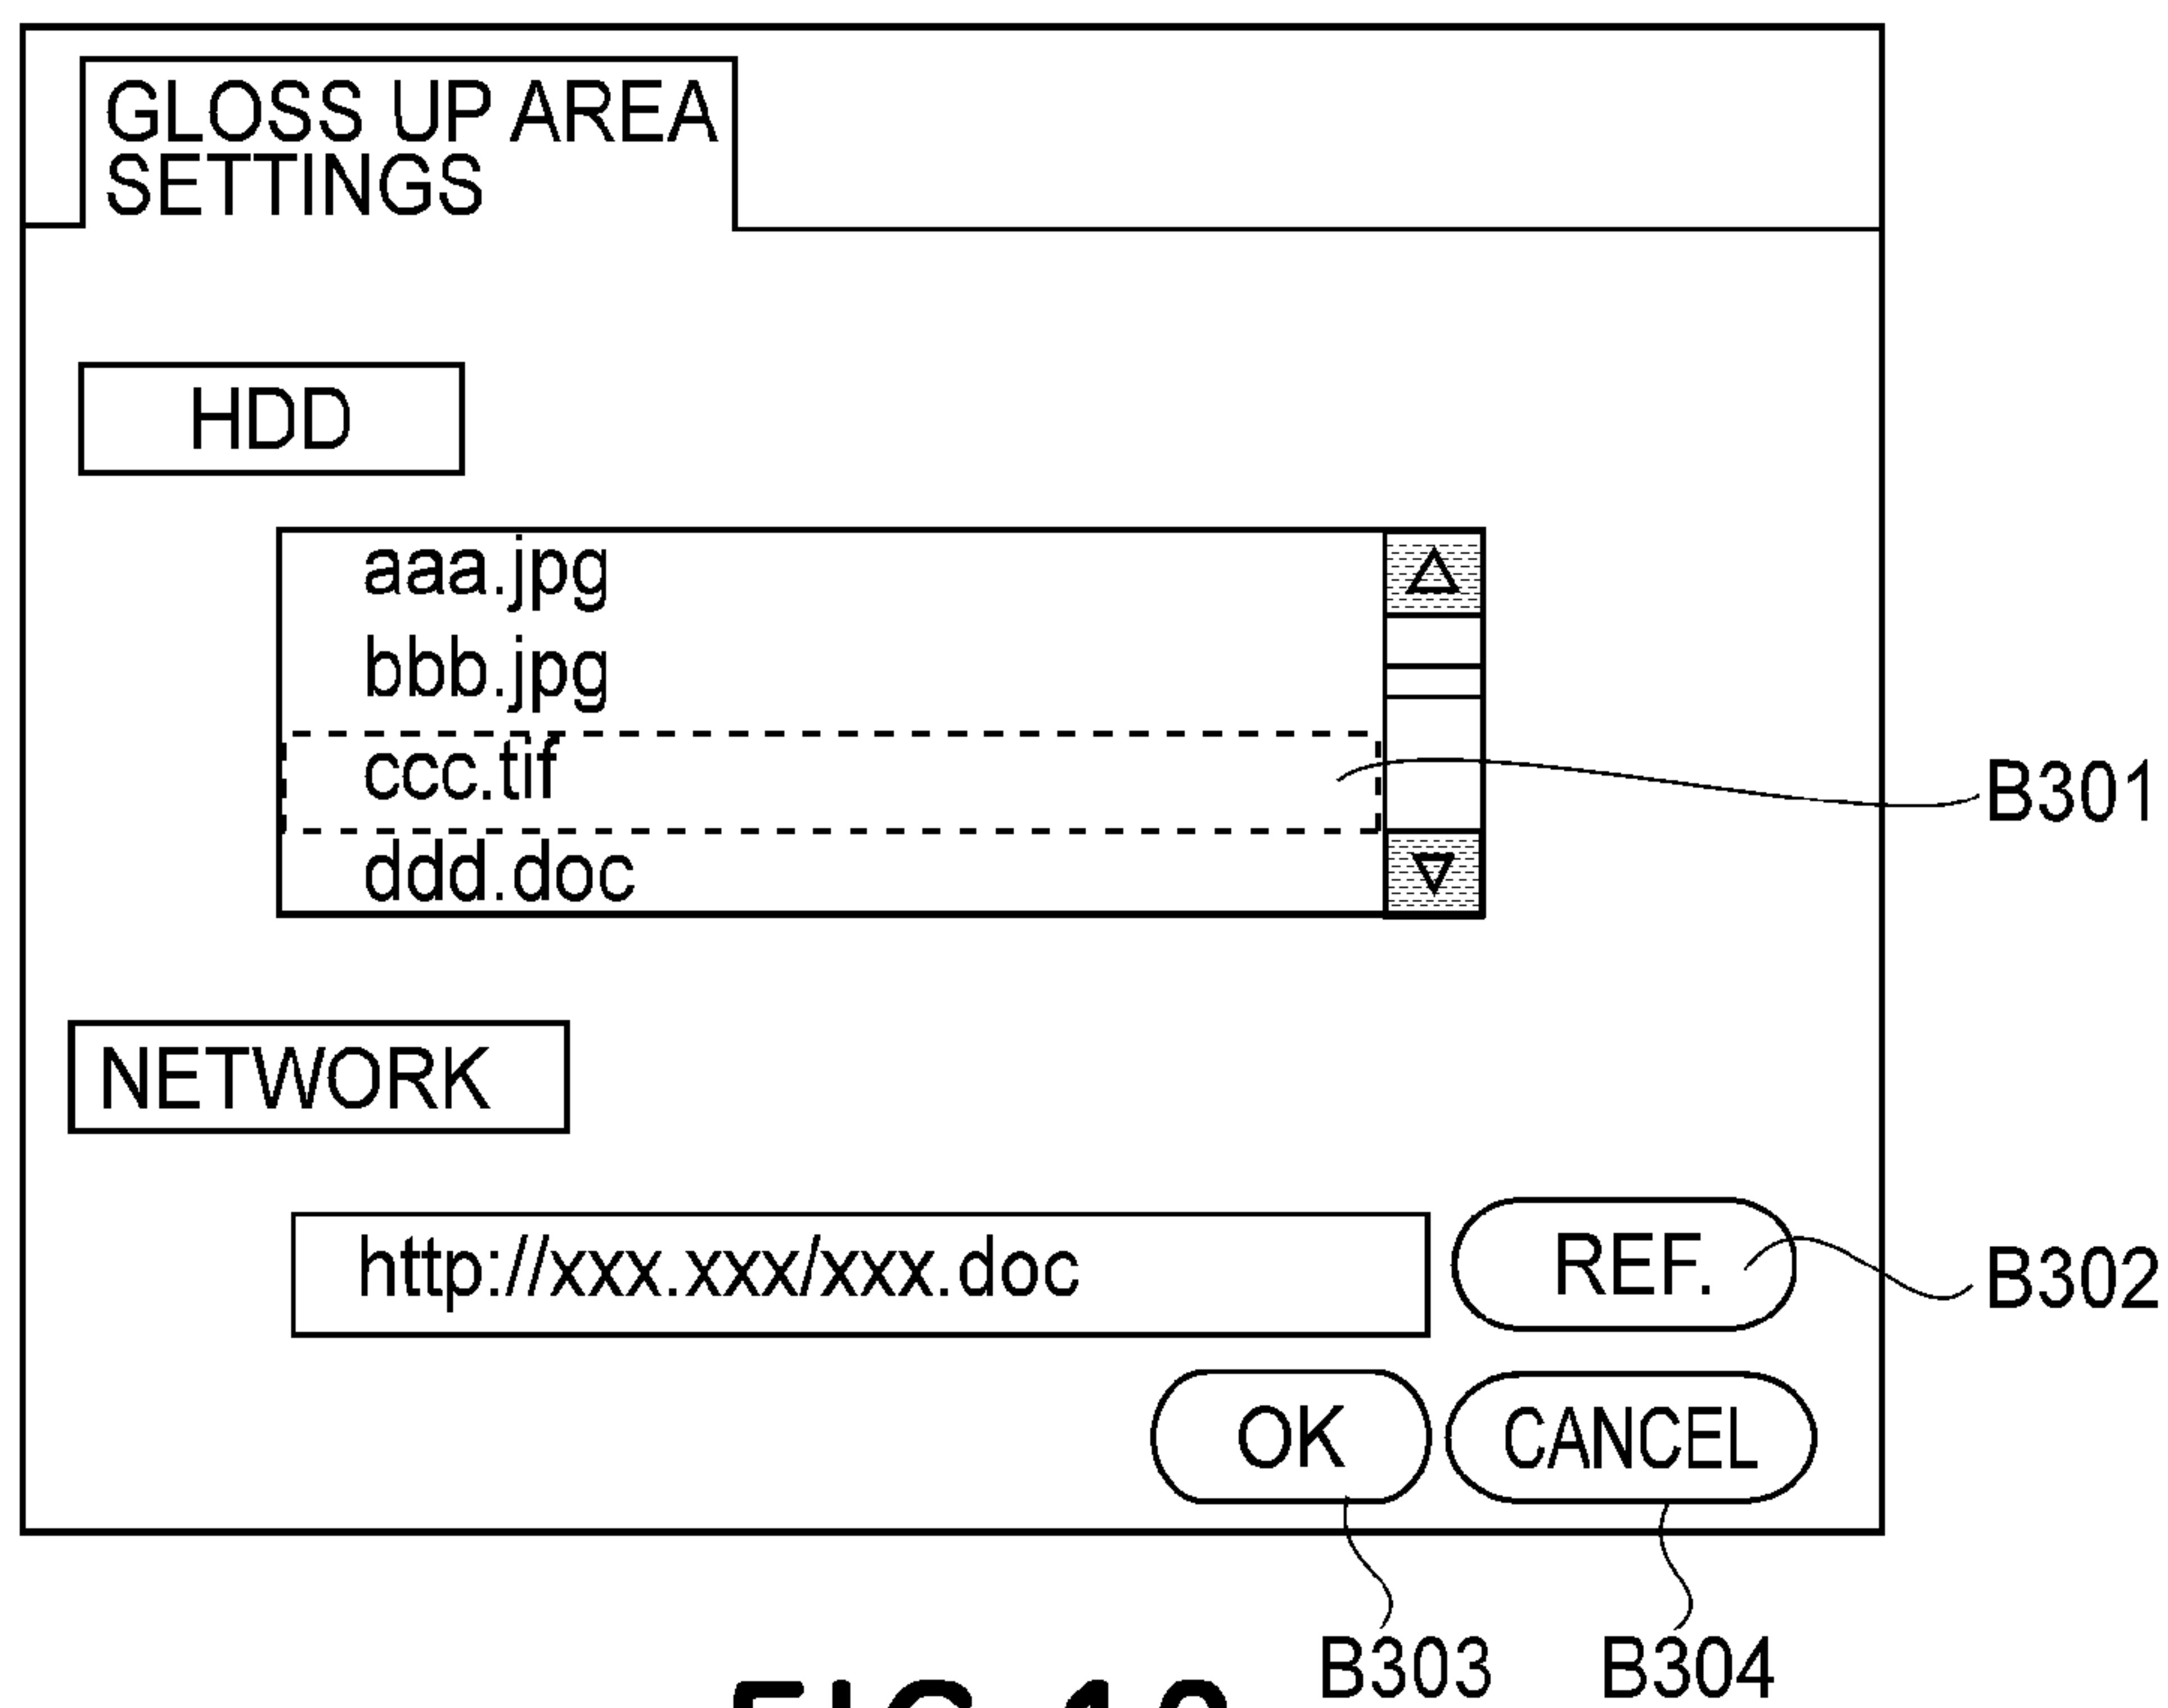 GLOSS UP AREA
SETTINGS
HDD
aaa.jpg
bbb.jpg
ccc.tif
B301
ddd.doc
NETWORK
http://xxx.xxx/xxx.doc
REF.
B302
OK
CANCEL
B303
B304